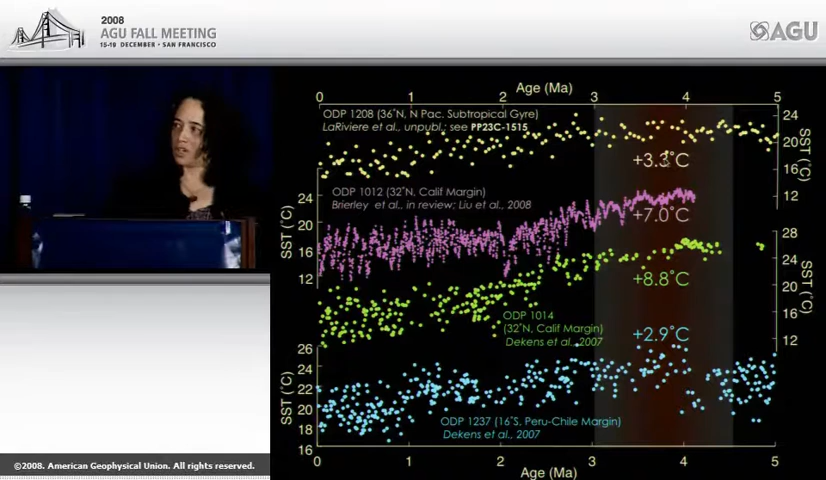 2008
AGU FALL MEETING
15-19 DECEMBER • SAN FRANCISCO
AGU
Age (Ma)
0 1 2 3 4 5
ODP 1208 (36°N, N Pac. Subtropical Gyre)
LaRiviere et al., unpubl.; see PP23C-1515
24
20
16
12
SST (°C)
+3.3°C
ODP 1012 (32°N, Calif Margin)
Brierley et al., in review; Liu et al., 2008
24
20
16
12
SST (°C)
+7.0°C
28
24
20
16
12
SST (°C)
+8.8°C
ODP 1014
(32°N, Calif Margin)
Dekens et al., 2007
+2.9°C
26
24
22
20
18
16
SST (°C)
ODP 1237 (16°S, Peru-Chile Margin)
Dekens et al., 2007
0 1 2 3 4 5
Age (Ma)
©2008. American Geophysical Union. All rights reserved.